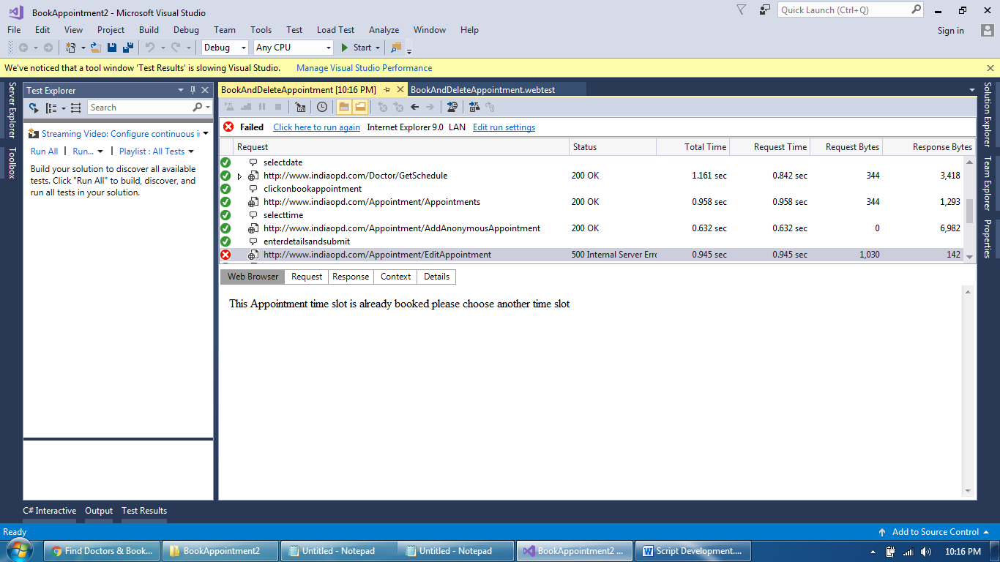 BookAppointment2 - Microsoft Visual Studio
Quick Launch (Ctrl+Q)
File Edit View Project Build Debug Team Tools Test Load Test Analyze Window Help
Sign in
Debug Any CPU Start
We've noticed that a tool window 'Test Results' is slowing Visual Studio. Manage Visual Studio Performance
Server Explorer
Toolbox
Test Explorer
Search
Streaming Video: Configure continuous i
Run All | Run... | Playlist : All Tests
Build your solution to discover all available
tests. Click "Run All" to build, discover, and
run all tests in your solution.
BookAndDeleteAppointment [10:16 PM] BookAndDeleteAppointment.webtest
Failed Click here to run again Internet Explorer 9.0 LAN Edit run settings
Request Status Total Time Request Time Request Bytes Response Bytes
selectdate
http://www.indiaopd.com/Doctor/GetSchedule 200 OK 1.161 sec 0.842 sec 344 3,418
clickonbookappointment
http://www.indiaopd.com/Appointment/Appointments 200 OK 0.958 sec 0.958 sec 344 1,293
selecttime
http://www.indiaopd.com/Appointment/AddAnonymousAppointment 200 OK 0.632 sec 0.632 sec 0 6,982
enterdetailsandsubmit
http://www.indiaopd.com/Appointment/EditAppointment 500 Internal Server Erro 0.945 sec 0.945 sec 1,030 142
Web Browser Request Response Context Details
This Appointment time slot is already booked please choose another time slot
Solution Explorer
Team Explorer
Properties
C# Interactive Output Test Results
Ready
Add to Source Control
Find Doctors & Book... BookAppointment2 Untitled - Notepad Untitled - Notepad BookAppointment2 ... Script Development.... 10:16 PM